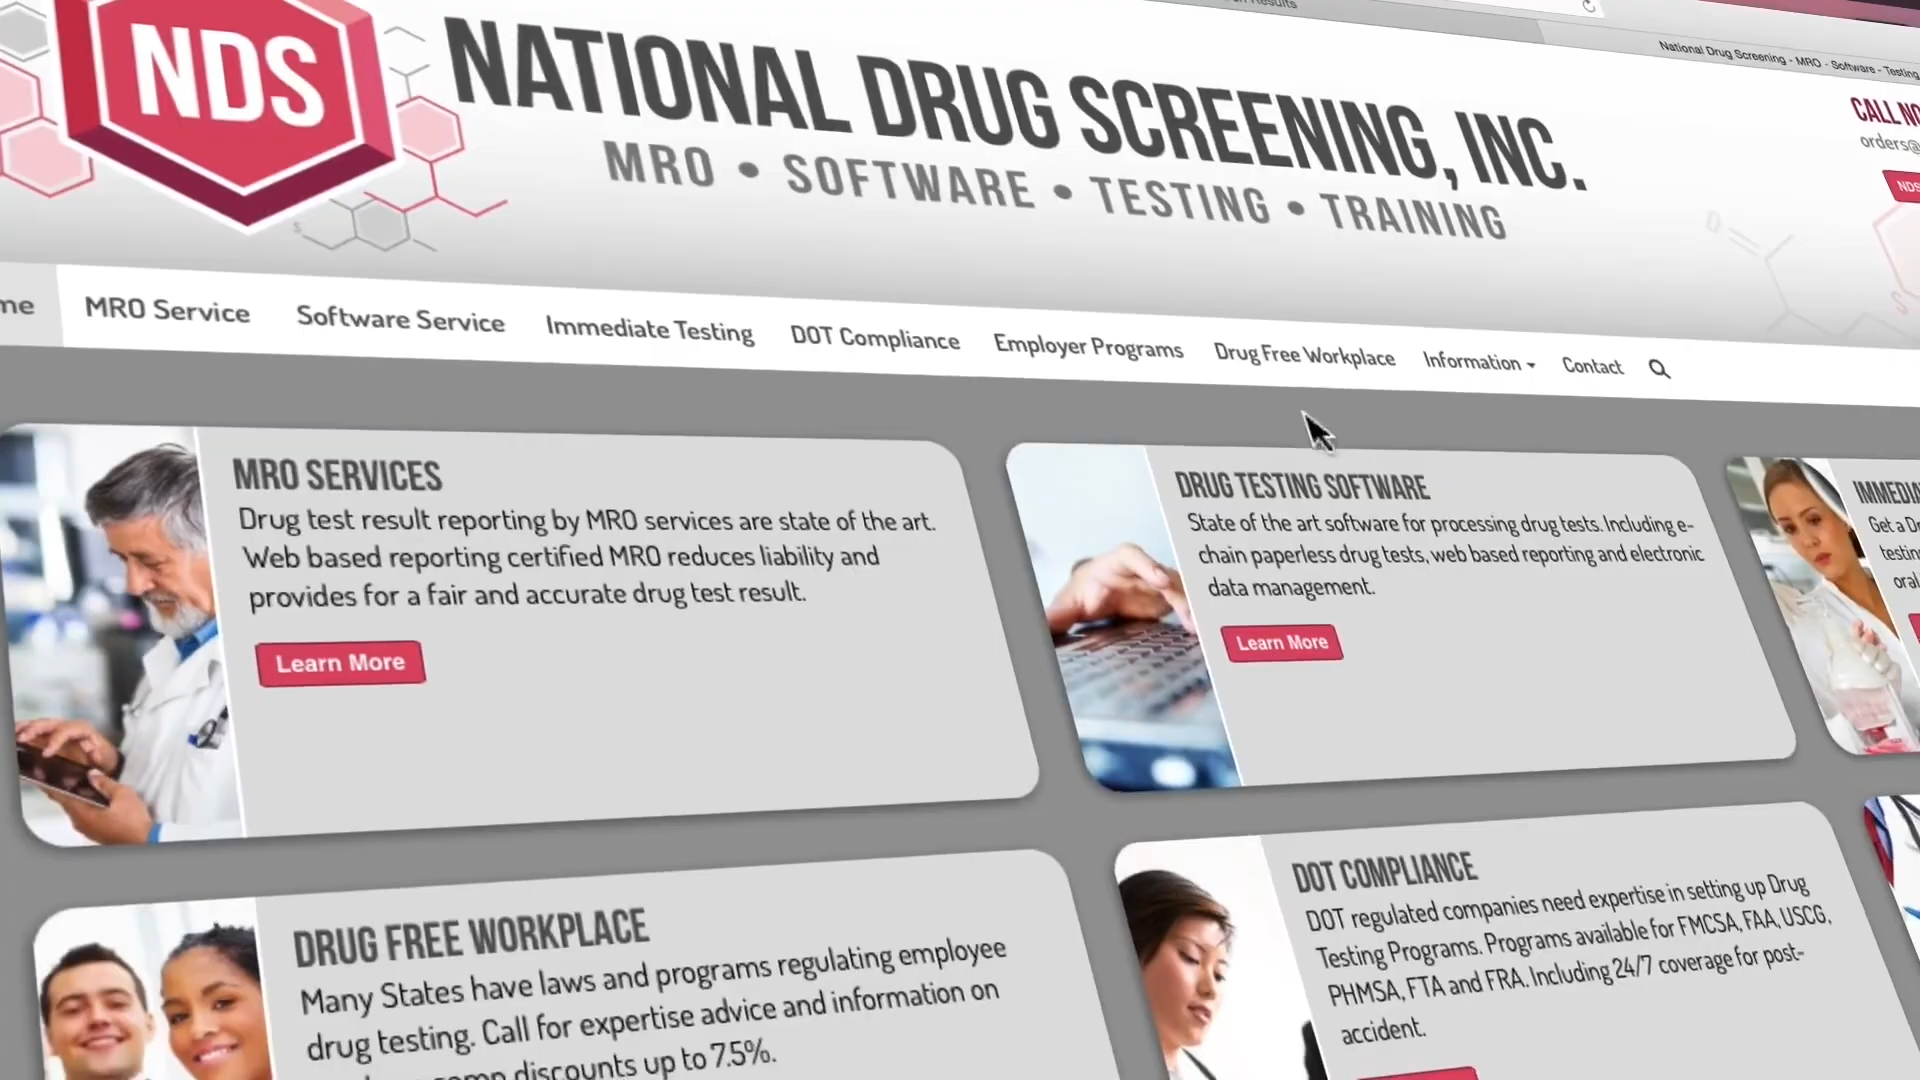 National Drug Screening - MRO - Software - Testing
NDS
NATIONAL DRUG SCREENING, INC.
MRO • SOFTWARE • TESTING • TRAINING
CALL
orders@
NDS
MRO Service
Software Service
Immediate Testing
DOT Compliance
Employer Programs
Drug Free Workplace
Information
Contact
MRO SERVICES
Drug test result reporting by MRO services are state of the art.
Web based reporting certified MRO reduces liability and
provides for a fair and accurate drug test result.
Learn More
DRUG TESTING SOFTWARE
State of the art software for processing drug tests. Including e-
chain paperless drug tests, web based reporting and electronic
data management.
Learn More
Get a
DRUG FREE WORKPLACE
Many States have laws and programs regulating employee
drug testing. Call for expertise advice and information on
discounts up to 7.5%.
DOT COMPLIANCE
DOT regulated companies need expertise in setting up Drug
Testing Programs. Programs available for FMCSA, FAA, USCG,
PHMSA, FTA and FRA. Including 24/7 coverage for post-
accident.